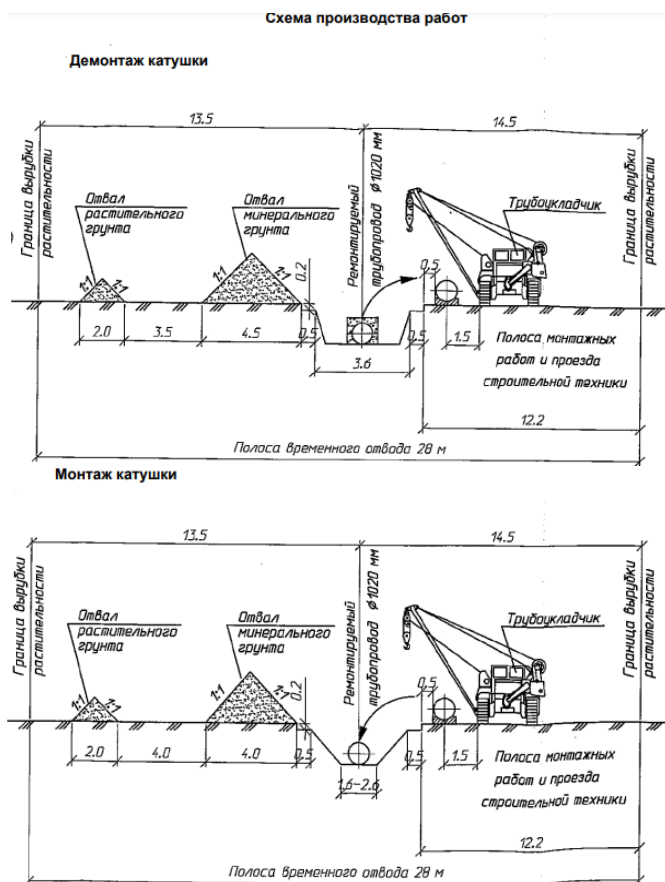 Схема производства работ
Демонтаж катушки
13.5
14.5
Граница вырубки
растительности
Отвал
растительного
грунта
Отвал
минерального
грунта
Ремонтируемый
трубопровод Ø1020 мм
Трубоукладчик
Граница вырубки
растительности
1:1
1:1
1:1
1:1
0.2
0.5
2.0
3.5
4.5
0.5
3.6
0.5
1.5
Полоса монтажных
работ и проезда
строительной техники
12.2
Полоса временного отвода 28 м
Монтаж катушки
13.5
14.5
Граница вырубки
растительности
Отвал
растительного
грунта
Отвал
минерального
грунта
Ремонтируемый
трубопровод Ø1020 мм
Трубоукладчик
Граница вырубки
растительности
1:1
1:1
1:1
1:1
0.2
0.5
2.0
4.0
4.0
0.5
1.6-2.6
0.5
1.5
Полоса монтажных
работ и проезда
строительной техники
12.2
Полоса временного отвода 28 м